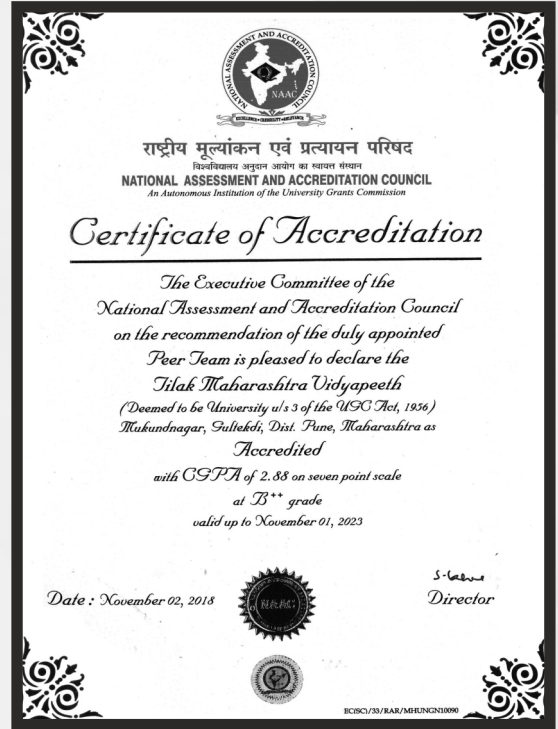 NATIONAL ASSESSMENT AND ACCREDITATION COUNCIL
NAAC
EXCELLENCE • CREDIBILITY • RELEVANCE
राष्ट्रीय मूल्यांकन एवं प्रत्यायन परिषद
विश्वविद्यालय अनुदान आयोग का स्वायत्त संस्थान
NATIONAL ASSESSMENT AND ACCREDITATION COUNCIL
An Autonomous Institution of the University Grants Commission
Certificate of Accreditation
The Executive Committee of the
National Assessment and Accreditation Council
on the recommendation of the duly appointed
Peer Team is pleased to declare the
Tilak Maharashtra Vidyapeeth
(Deemed to be University u/s 3 of the UGC Act, 1956)
Mukundnagar, Gultekdi, Dist. Pune, Maharashtra as
Accredited
with CGPA of 2.88 on seven point scale
at B++ grade
valid up to November 01, 2023
Date : November 02, 2018
NAAC
Director
EC(SC)/33/RAR/MHUNGN10090